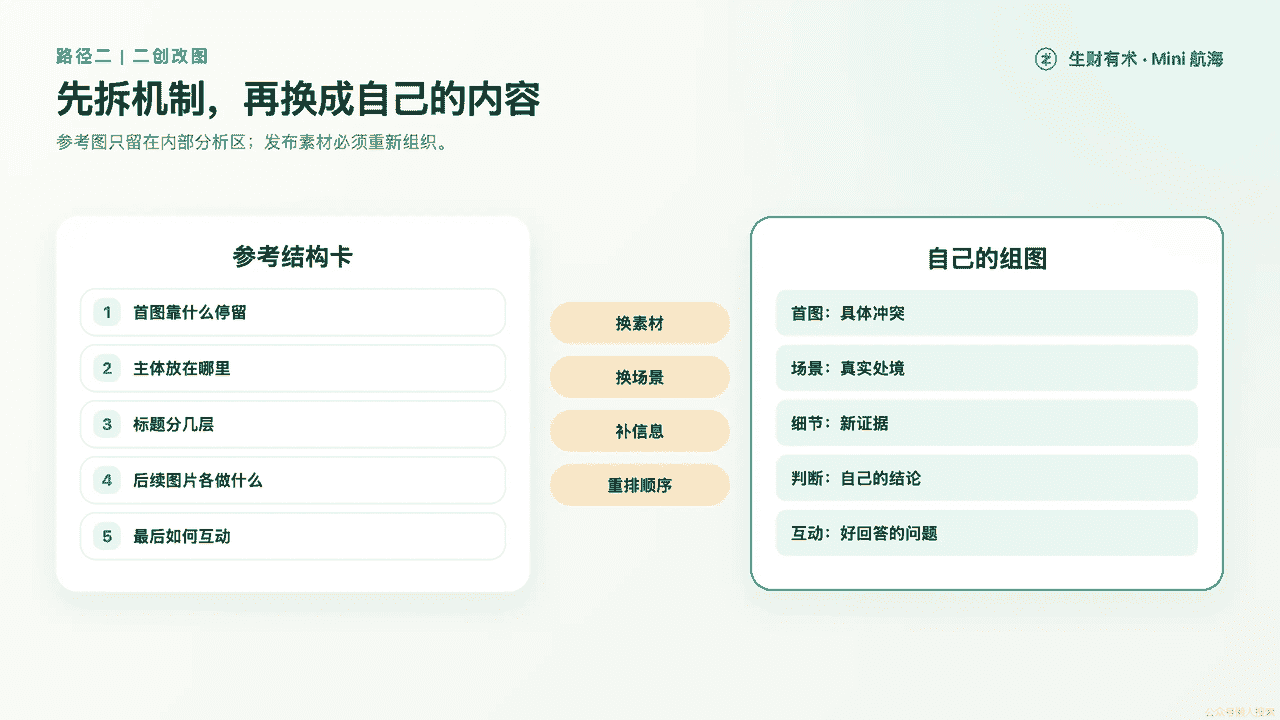 路径二 | 二创改图
生财有术 · Mini 航海
先拆机制，再换成自己的内容
参考图只留在内部分析区；发布素材必须重新组织。
参考结构卡
1 首图靠什么停留
2 主体放在哪里
3 标题分几层
4 后续图片各做什么
5 最后如何互动
换素材
换场景
补信息
重排顺序
自己的组图
首图：具体冲突
场景：真实处境
细节：新证据
判断：自己的结论
互动：好回答的问题